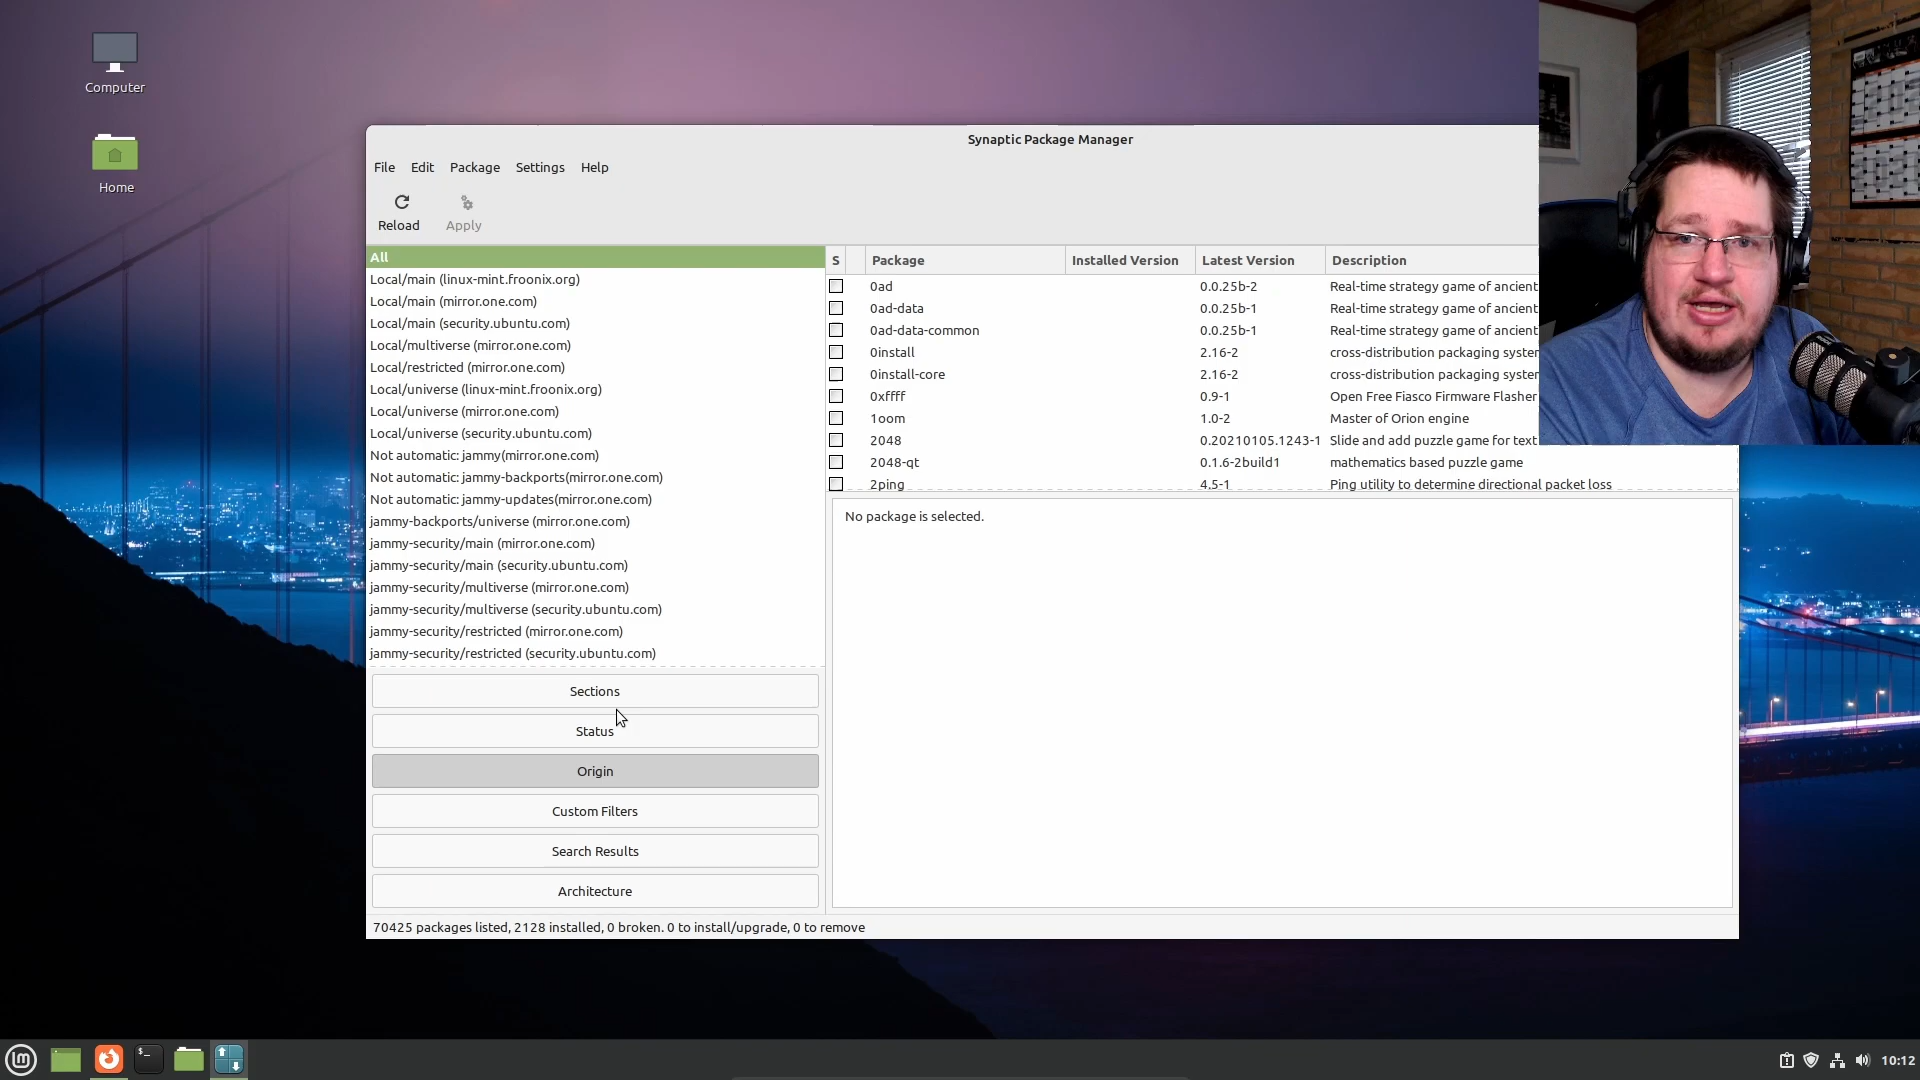 Computer
Home
Synaptic Package Manager
File Edit Package Settings Help
Reload Apply
All
Local/main (linux-mint.froonix.org)
Local/main (mirror.one.com)
Local/main (security.ubuntu.com)
Local/multiverse (mirror.one.com)
Local/restricted (mirror.one.com)
Local/universe (linux-mint.froonix.org)
Local/universe (mirror.one.com)
Local/universe (security.ubuntu.com)
Not automatic: jammy(mirror.one.com)
Not automatic: jammy-backports(mirror.one.com)
Not automatic: jammy-updates(mirror.one.com)
jammy-backports/universe (mirror.one.com)
jammy-security/main (mirror.one.com)
jammy-security/main (security.ubuntu.com)
jammy-security/multiverse (mirror.one.com)
jammy-security/multiverse (security.ubuntu.com)
jammy-security/restricted (mirror.one.com)
jammy-security/restricted (security.ubuntu.com)
Sections
Status
Origin
Custom Filters
Search Results
Architecture
S Package Installed Version Latest Version Description
0ad 0.0.25b-2 Real-time strategy game of ancient
0ad-data 0.0.25b-1 Real-time strategy game of ancient
0ad-data-common 0.0.25b-1 Real-time strategy game of ancient
0install 2.16-2 cross-distribution packaging system
0install-core 2.16-2 cross-distribution packaging system
0xffff 0.9-1 Open Free Fiasco Firmware Flasher
1oom 1.0-2 Master of Orion engine
2048 0.20210105.1243-1 Slide and add puzzle game for text
2048-qt 0.1.6-2build1 mathematics based puzzle game
2ping 4.5-1 Ping utility to determine directional packet loss
No package is selected.
70425 packages listed, 2128 installed, 0 broken. 0 to install/upgrade, 0 to remove
10:12